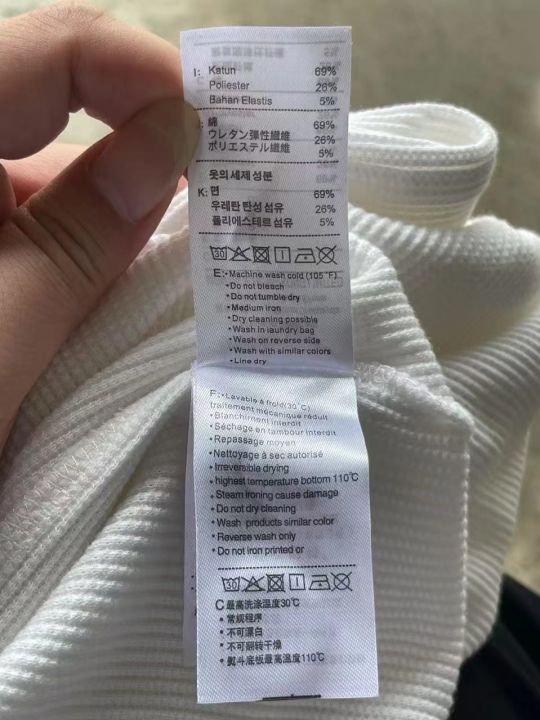 I: Katun 69%
Poliester 26%
Bahan Elastis 5%
綿 69%
ウレタン弾性繊維 26%
ポリエステル繊維 5%
옷의 세제 성분
K: 면 69%
우레탄 탄성 섬유 26%
폴리에스테르 섬유 5%
30
E:•Machine wash cold (105°F)
•Do not bleach
•Do not tumble dry
•Medium iron
•Dry cleaning possible
•Wash in laundry bag
•Wash on reverse side
•Wash with similar colors
•Line dry
F:•Lavable à froid(30°C)
traitement mécanique réduit
•Blanchiment interdit
•Séchage en tambour interdit
•Repassage moyen
•Nettoyage à sec autorisé
•Irreversible drying
•highest temperature bottom 110℃
•Steam ironing cause damage
•Do not dry cleaning
•Wash products similar color
•Reverse wash only
•Do not iron printed or
30
C 最高洗涤温度30℃
•常规程序
•不可漂白
•不可翻转干燥
•熨斗底板最高温度110℃